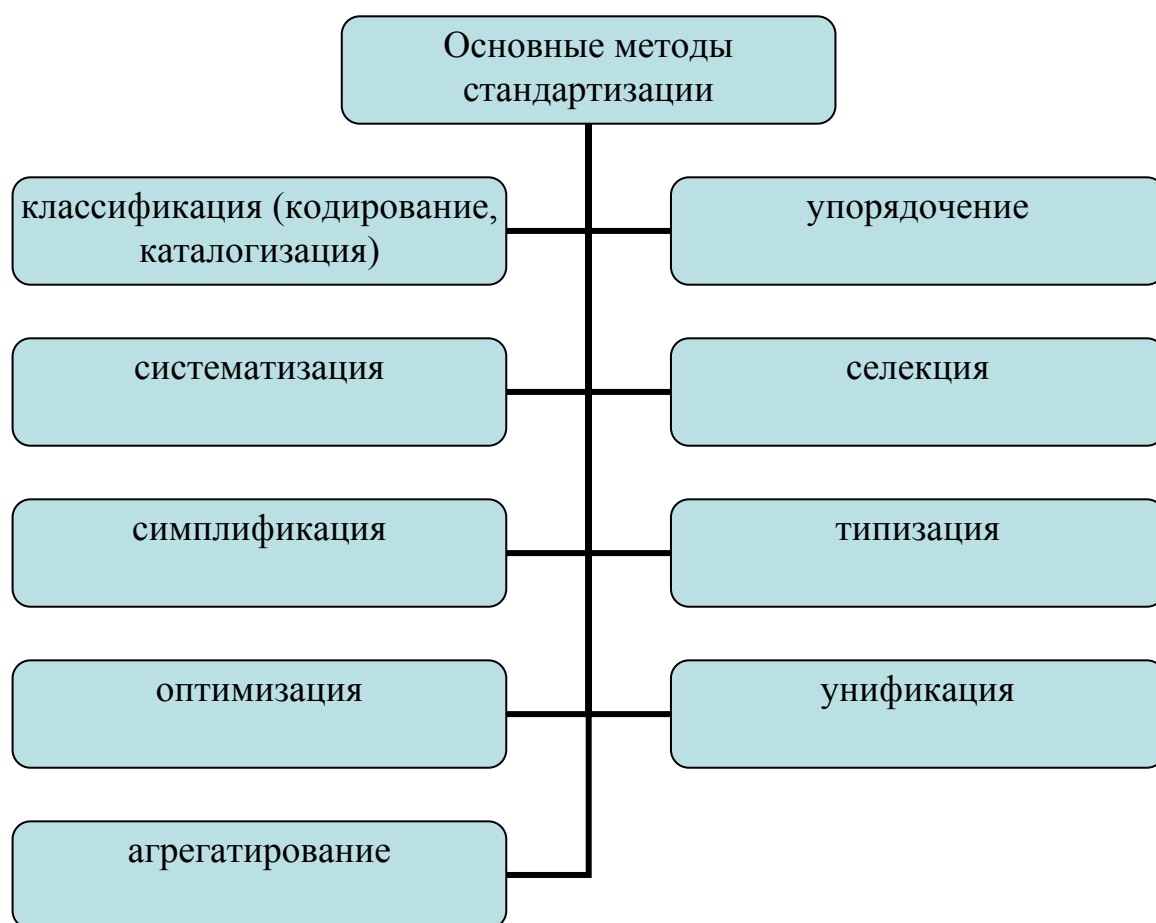 Основные методы
стандартизации
классификация (кодирование,
каталогизация)
упорядочение
систематизация
селекция
симплификация
типизация
оптимизация
унификация
агрегатирование